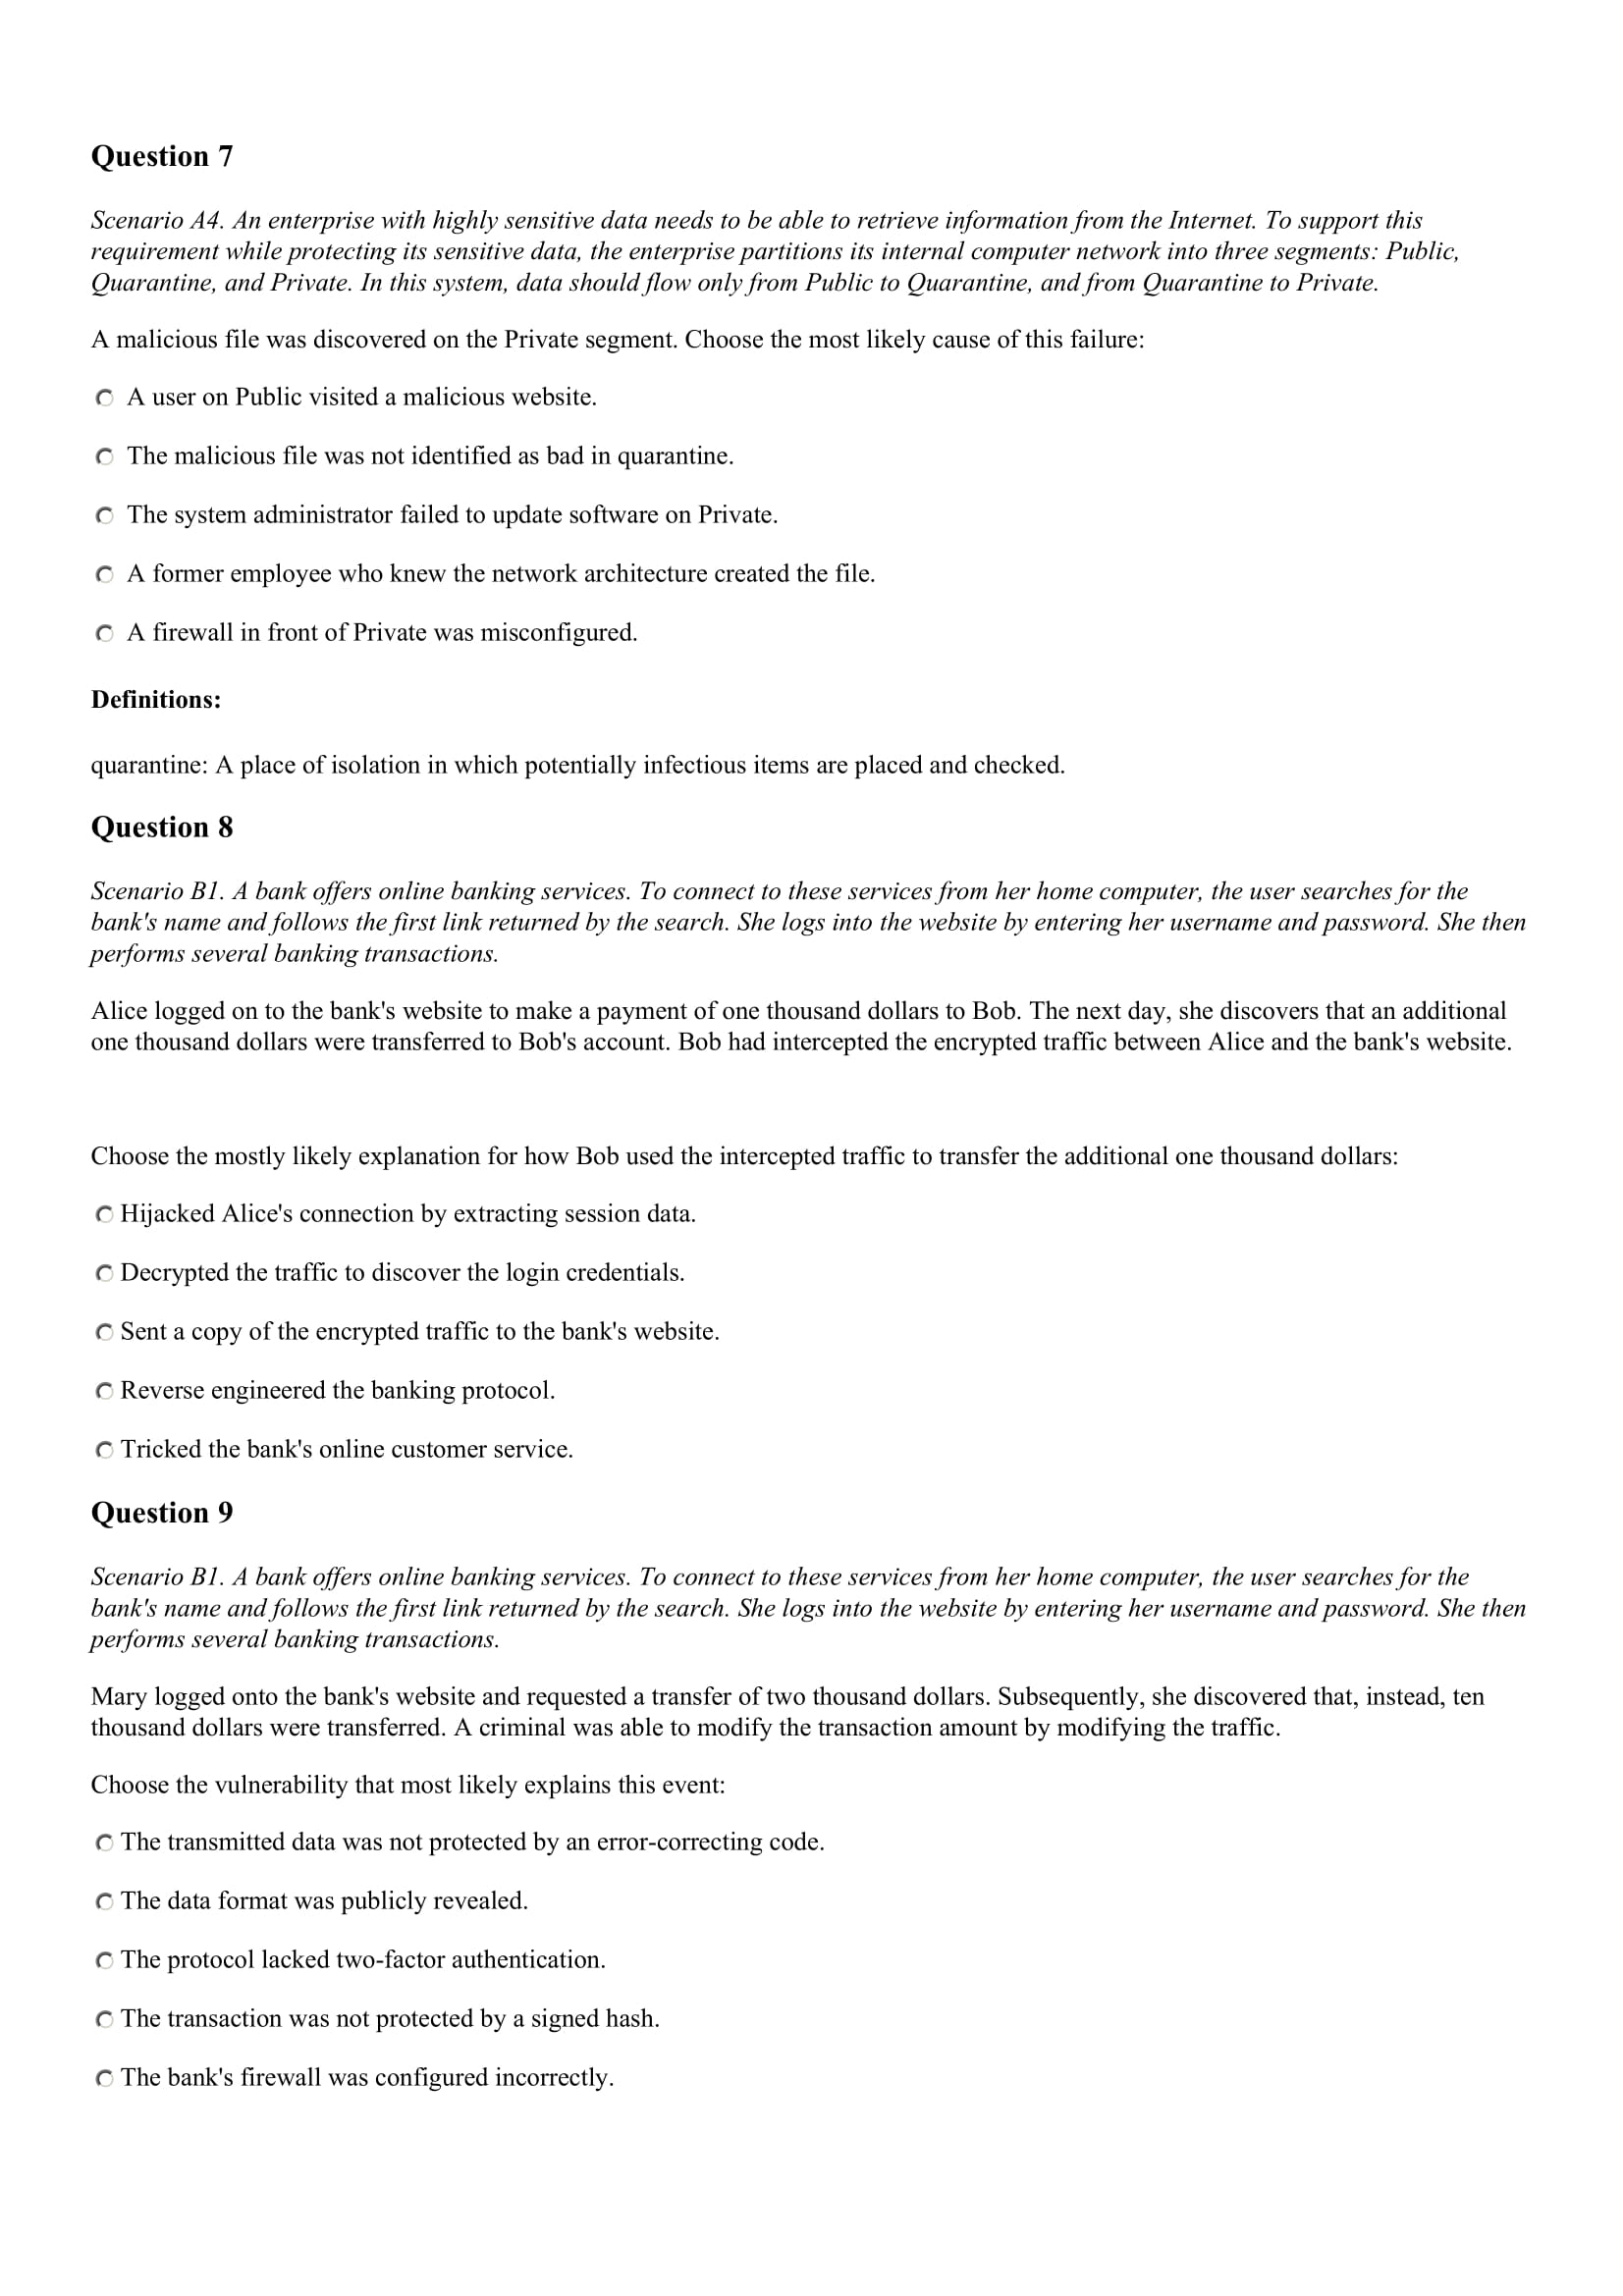 Question 7
Scenario A4. An enterprise with highly sensitive data needs to be able to retrieve information from the Internet. To support this
requirement while protecting its sensitive data, the enterprise partitions its internal computer network into three segments: Public,
Quarantine, and Private. In this system, data should flow only from Public to Quarantine, and from Quarantine to Private.
A malicious file was discovered on the Private segment. Choose the most likely cause of this failure:
A user on Public visited a malicious website.
The malicious file was not identified as bad in quarantine.
The system administrator failed to update software on Private.
A former employee who knew the network architecture created the file.
A firewall in front of Private was misconfigured.
Definitions:
quarantine: A place of isolation in which potentially infectious items are placed and checked.
Question 8
Scenario B1. A bank offers online banking services. To connect to these services from her home computer, the user searches for the
bank's name and follows the first link returned by the search. She logs into the website by entering her username and password. She then
performs several banking transactions.
Alice logged on to the bank's website to make a payment of one thousand dollars to Bob. The next day, she discovers that an additional
one thousand dollars were transferred to Bob's account. Bob had intercepted the encrypted traffic between Alice and the bank's website.
Choose the mostly likely explanation for how Bob used the intercepted traffic to transfer the additional one thousand dollars:
Hijacked Alice's connection by extracting session data.
Decrypted the traffic to discover the login credentials.
Sent a copy of the encrypted traffic to the bank's website.
Reverse engineered the banking protocol.
Tricked the bank's online customer service.
Question 9
Scenario B1. A bank offers online banking services. To connect to these services from her home computer, the user searches for the
bank's name and follows the first link returned by the search. She logs into the website by entering her username and password. She then
performs several banking transactions.
Mary logged onto the bank's website and requested a transfer of two thousand dollars. Subsequently, she discovered that, instead, ten
thousand dollars were transferred. A criminal was able to modify the transaction amount by modifying the traffic.
Choose the vulnerability that most likely explains this event:
The transmitted data was not protected by an error-correcting code.
The data format was publicly revealed.
The protocol lacked two-factor authentication.
The transaction was not protected by a signed hash.
The bank's firewall was configured incorrectly.